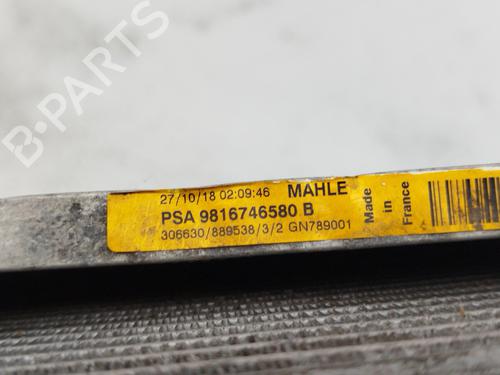 27/10/18 02:09:46 MAHLE
PSA 9816746580 B
306630/889538/3/2 GN789001
Made in France
B-PARTS